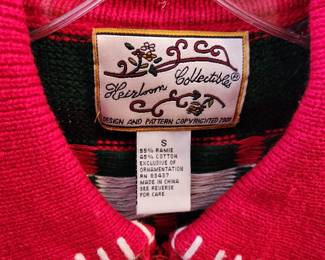 Heirloom Collectibles®
DESIGN AND PATTERN COPYRIGHTED 2001
S
55% RAMIE
45% COTTON
EXCLUSIVE OF
ORNAMENTATION
RN 83437
MADE IN CHINA
SEE REVERSE
FOR CARE